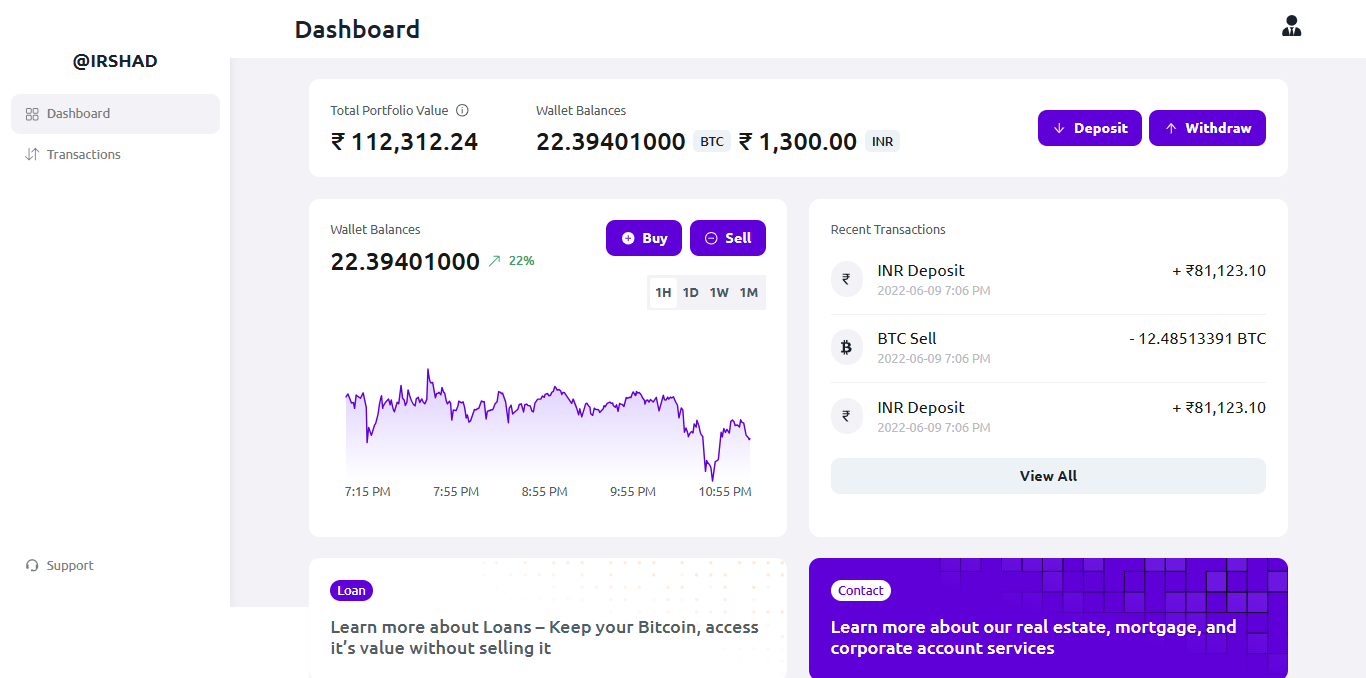 Dashboard
@IRSHAD
Dashboard
Transactions
Support
Total Portfolio Value
₹ 112,312.24
Wallet Balances
22.39401000 BTC ₹ 1,300.00 INR
Deposit
Withdraw
Wallet Balances
22.39401000 22%
Buy
Sell
1H 1D 1W 1M
7:15 PM 7:55 PM 8:55 PM 9:55 PM 10:55 PM
Recent Transactions
₹ INR Deposit + ₹81,123.10
2022-06-09 7:06 PM
BTC Sell - 12.48513391 BTC
2022-06-09 7:06 PM
₹ INR Deposit + ₹81,123.10
2022-06-09 7:06 PM
View All
Loan
Learn more about Loans – Keep your Bitcoin, access
it’s value without selling it
Contact
Learn more about our real estate, mortgage, and
corporate account services